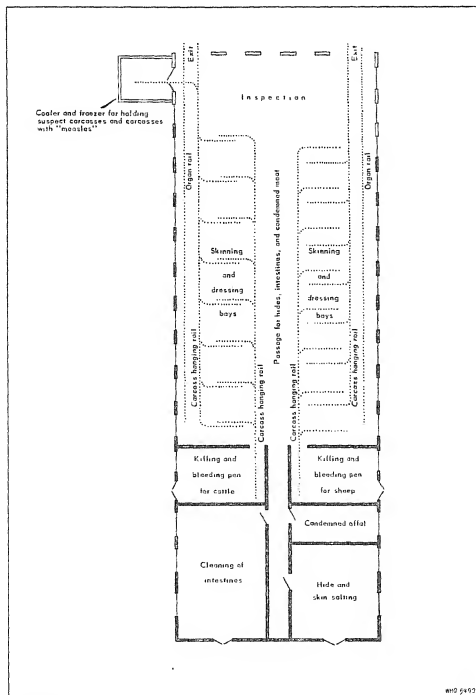 Exit
Exit
Inspection
Cooler and freezer for holding
suspect carcasses and carcasses
with "measles"
Organ rail
Organ rail
Passage for hides, intestines, and condemned meat
Skinning
and
dressing
bays
Skinning
and
dressing
bays
Carcass hanging rail
Carcass hanging rail
Carcass hanging rail
Carcass hanging rail
Killing and
bleeding pen
for cattle
Killing and
bleeding pen
for sheep
Condemned offal
Cleaning of
intestines
Hide and
skin salting